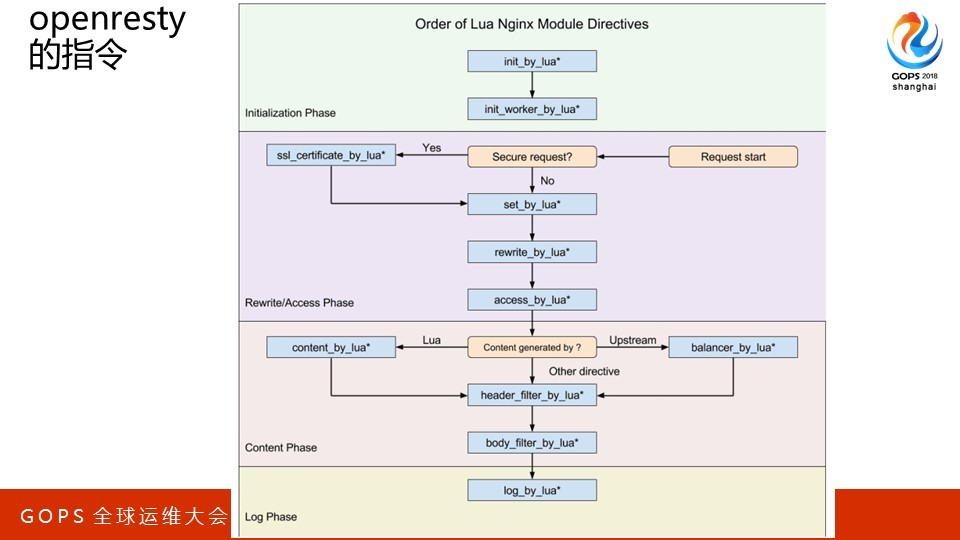 openresty
的指令
GOPS 2018
shanghai
Order of Lua Nginx Module Directives
init_by_lua*
init_worker_by_lua*
Initialization Phase
ssl_certificate_by_lua*
Yes
Secure request?
Request start
No
set_by_lua*
rewrite_by_lua*
access_by_lua*
Rewrite/Access Phase
content_by_lua*
Lua
Content generated by ?
Upstream
balancer_by_lua*
Other directive
header_filter_by_lua*
body_filter_by_lua*
Content Phase
log_by_lua*
Log Phase
GOPS 全球运维大会